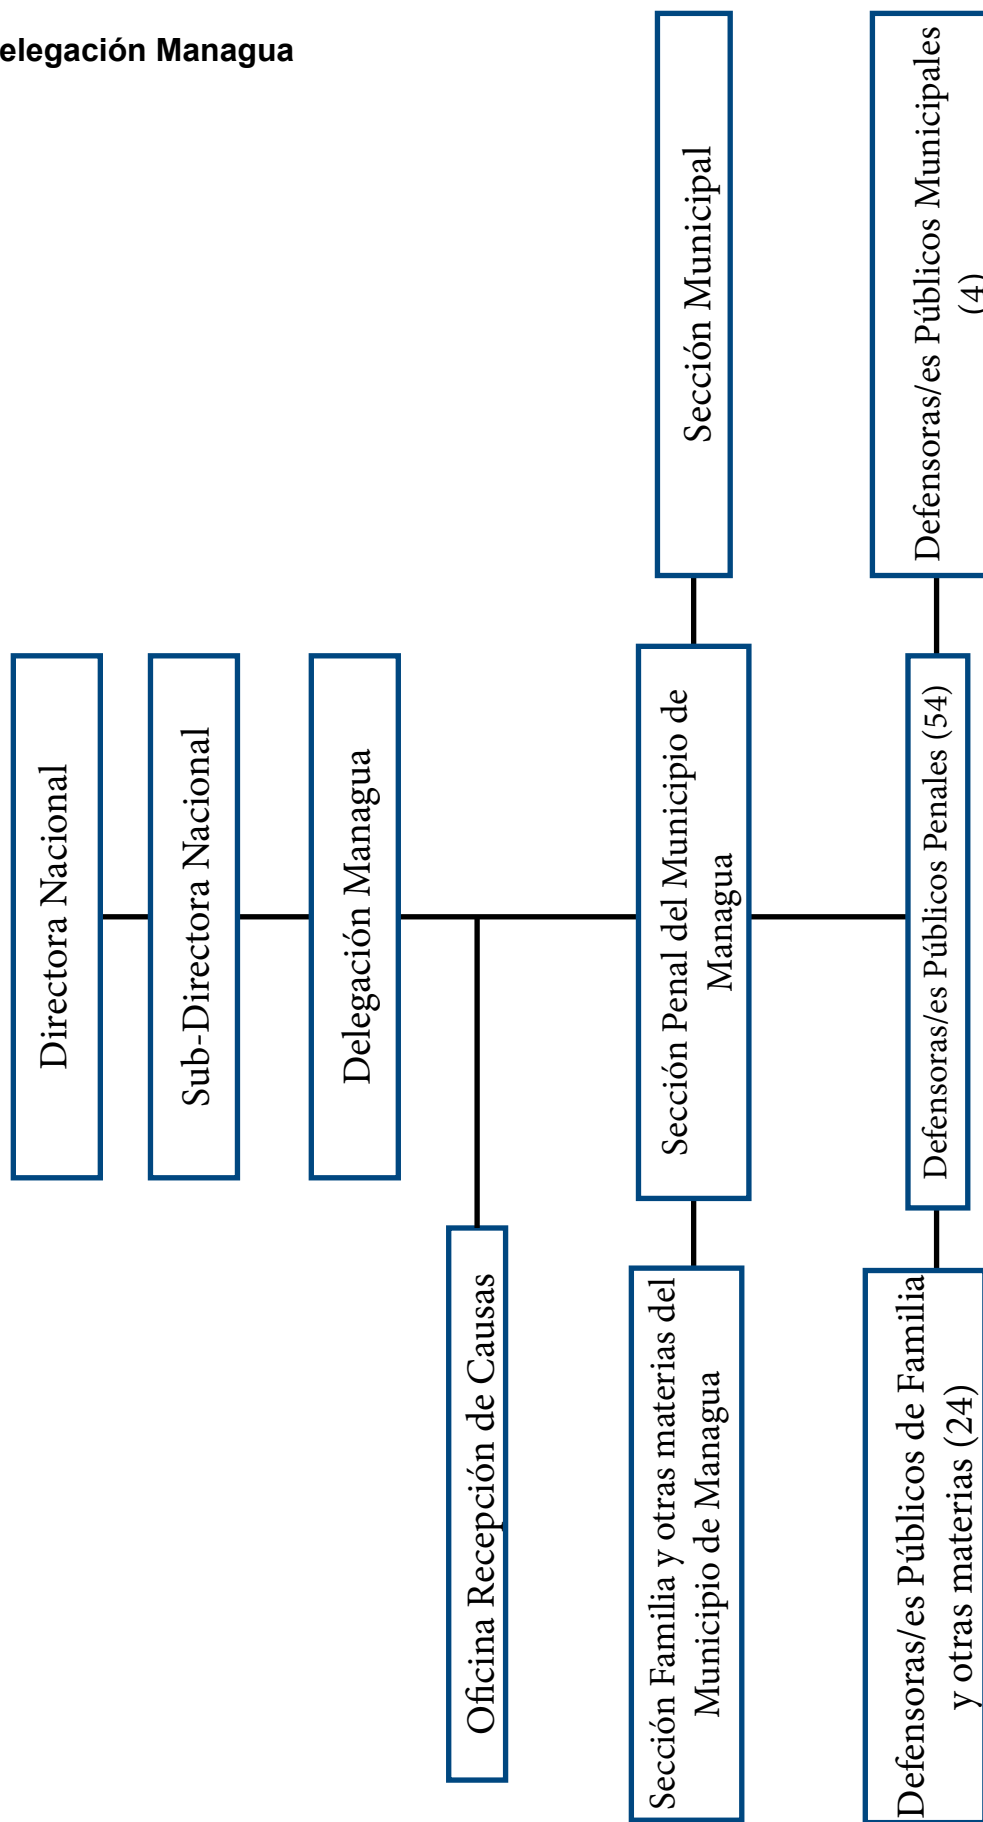 elegación Managua
Directora Nacional
Sub-Directora Nacional
Delegación Managua
Oficina Recepción de Causas
Sección Familia y otras materias del
Municipio de Managua
Sección Penal del Municipio de
Managua
Sección Municipal
Defensoras/es Públicos de Familia
y otras materias (24)
Defensoras/es Públicos Penales (54)
Defensoras/es Públicos Municipales
(4)